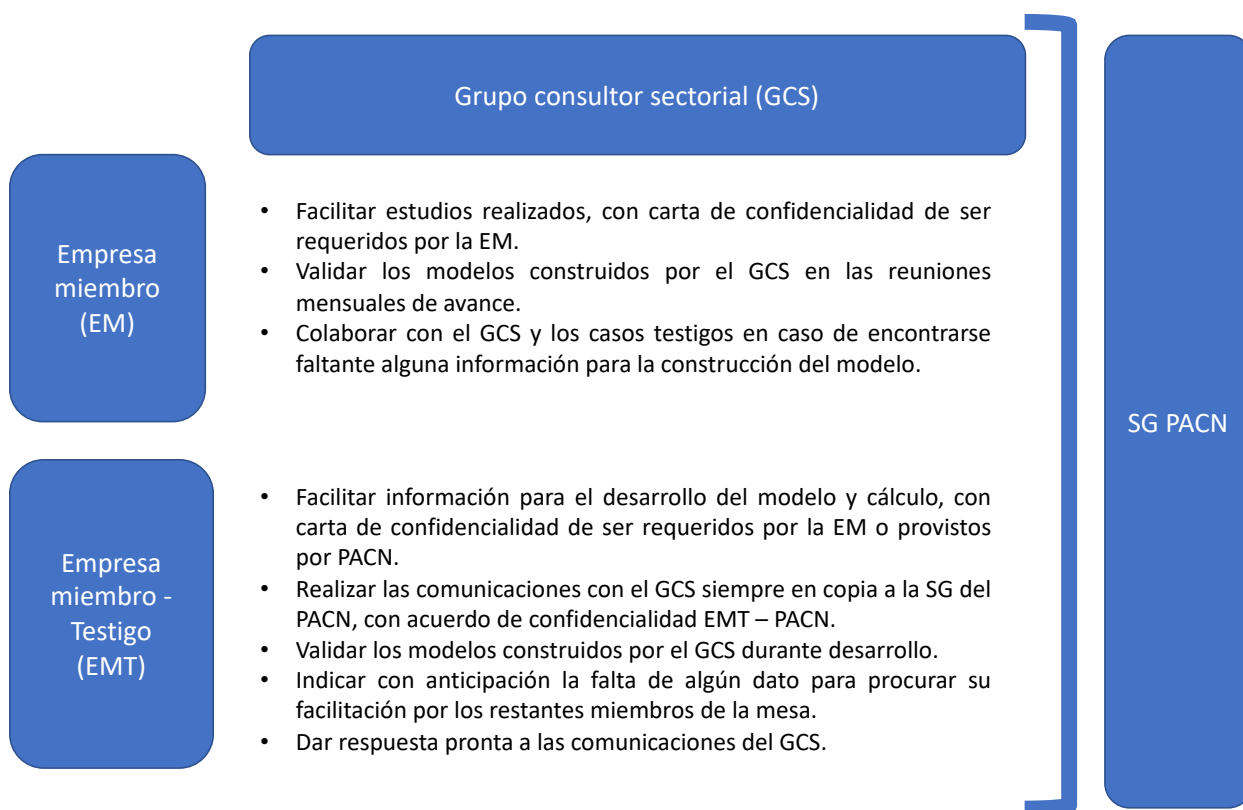 Grupo consultor sectorial (GCS)
Empresa
miembro
(EM)
• Facilitar estudios realizados, con carta de confidencialidad de ser
requeridos por la EM.
• Validar los modelos construidos por el GCS en las reuniones
mensuales de avance.
• Colaborar con el GCS y los casos testigos en caso de encontrarse
faltante alguna información para la construcción del modelo.
SG PACN
Empresa
miembro -
Testigo
(EMT)
• Facilitar información para el desarrollo del modelo y cálculo, con
carta de confidencialidad de ser requeridos por la EM o provistos
por PACN.
• Realizar las comunicaciones con el GCS siempre en copia a la SG del
PACN, con acuerdo de confidencialidad EMT – PACN.
• Validar los modelos construidos por el GCS durante desarrollo.
• Indicar con anticipación la falta de algún dato para procurar su
facilitación por los restantes miembros de la mesa.
• Dar respuesta pronta a las comunicaciones del GCS.